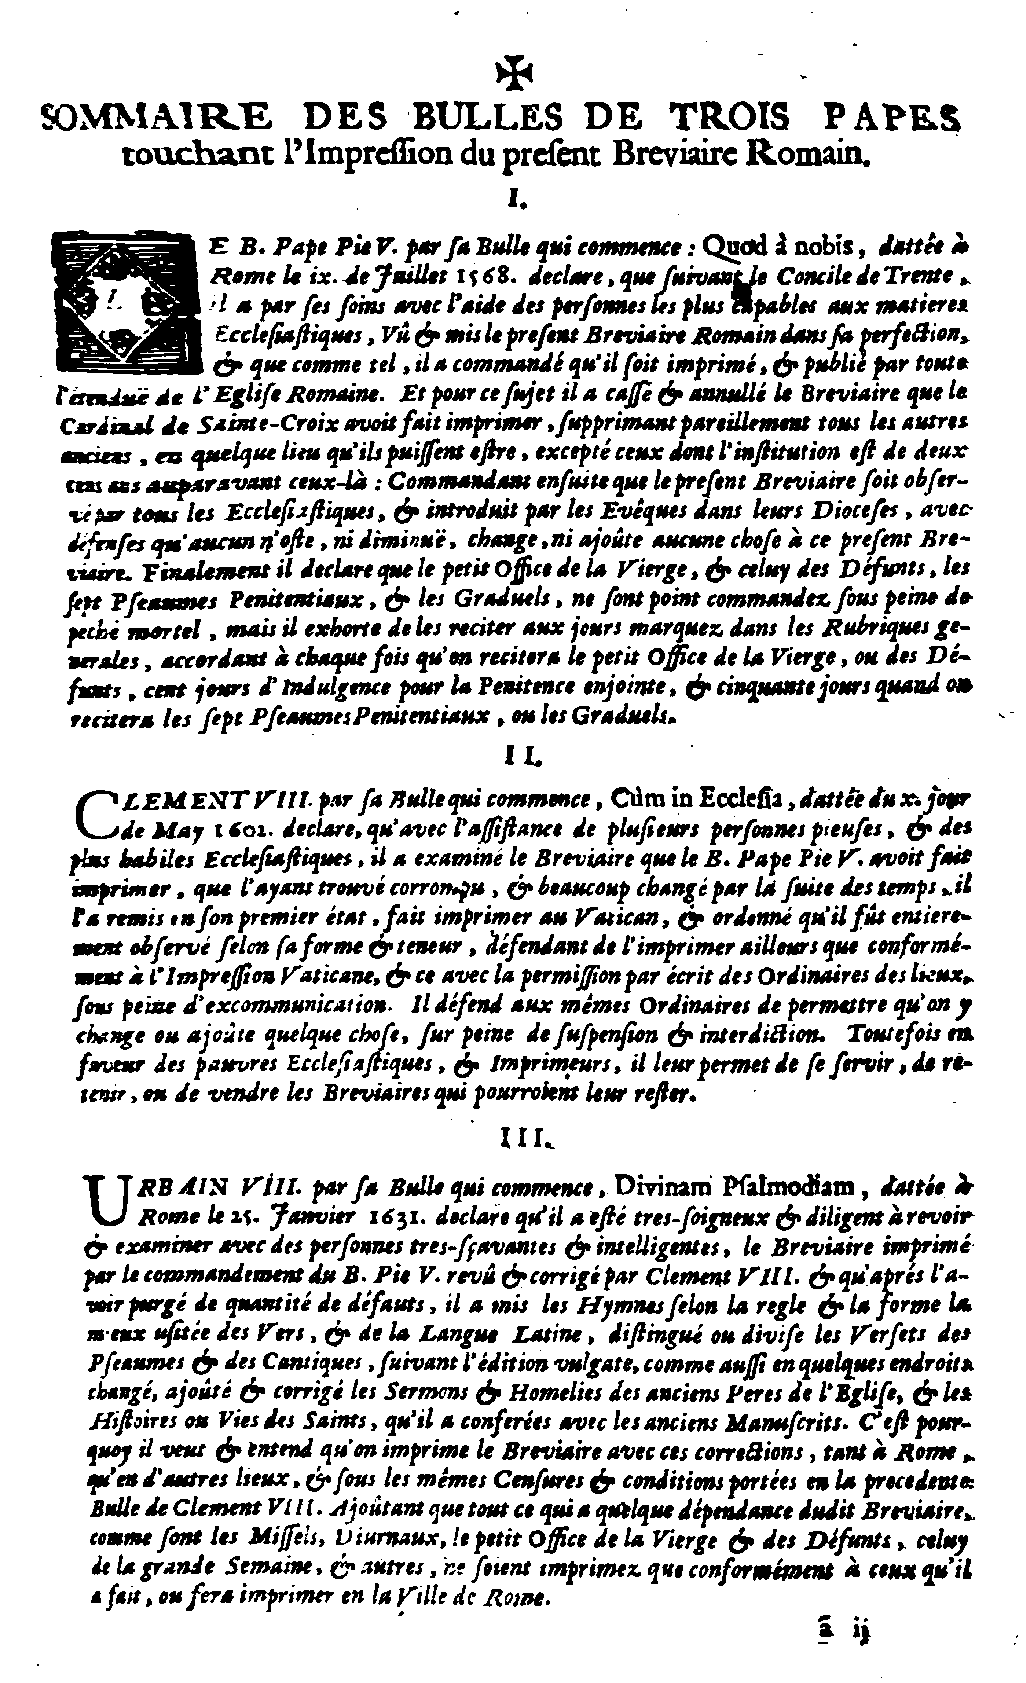 ✠
SOMMAIRE DES BULLES DE TROIS PAPES
touchant l'Impreſſion du preſent Breviaire Romain.
I.
LE B. Pape Pie V. par ſa Bulle qui commence : Quod à nobis, dattée à
Rome le ix. de Juillet 1568. declare, que ſuivant le Concile de Trente,
il a par ſes ſoins avec l'aide des perſonnes les plus capables aux matieres
Eccleſiaſtiques, Vû & mis le preſent Breviaire Romain dans ſa perfection,
& que comme tel, il a commandé qu'il ſoit imprimé, & publié par toute
l'étenduë de l'Egliſe Romaine. Et pour ce ſujet il a caſſé & annullé le Breviaire que le
Cardinal de Sainte-Croix avoit fait imprimer, ſupprimant pareillement tous les autres
anciens, en quelque lieu qu'ils puiſſent eſtre, excepté ceux dont l'inſtitution eſt de deux
cens ans auparavant ceux-là : Commandant enſuite que le preſent Breviaire ſoit obſer-
vé par tous les Eccleſiaſtiques, & introduit par les Evêques dans leurs Dioceſes, avec
défenſes qu'aucun n'oſte, ni diminuë, change, ni ajoûte aucune choſe à ce preſent Bre-
viaire. Finalement il declare que le petit Office de la Vierge, & celuy des Défunts, les
ſept Pſeaumes Penitentiaux, & les Graduels, ne ſont point commandez ſous peine de
peché mortel, mais il exhorte de les reciter aux jours marquez dans les Rubriques ge-
nerales, accordant à chaque fois qu'on recitera le petit Office de la Vierge, ou des Dé-
funts, cent jours d'Indulgence pour la Penitence enjointe, & cinquante jours quand on
recitera les ſept Pſeaumes Penitentiaux, ou les Graduels.
II.
CLEMENT VIII. par ſa Bulle qui commence, Cùm in Eccleſia, dattée du x. jour
de May 1602. declare, qu'avec l'aſſiſtance de pluſieurs perſonnes pieuſes, & des
plus habiles Eccleſiaſtiques, il a examiné le Breviaire que le B. Pape Pie V. avoit fait
imprimer, que l'ayant trouvé corrompu, & beaucoup changé par la ſuite des temps, il
l'a remis en ſon premier état, fait imprimer au Vatican, & ordonné qu'il fût entiere-
ment obſervé ſelon ſa forme & teneur, défendant de l'imprimer ailleurs que conformé-
ment à l'Impreſſion Vaticane, & ce avec la permiſſion par écrit des Ordinaires des lieux,
ſous peine d'excommunication. Il défend aux mêmes Ordinaires de permettre qu'on y
change ou ajoûte quelque choſe, ſur peine de ſuſpenſion & interdiction. Toutefois en
faveur des pauvres Eccleſiaſtiques, & Imprimeurs, il leur permet de ſe ſervir, de re-
tenir, ou de vendre les Breviaires qui pourroient leur reſter.
III.
URBAIN VIII. par ſa Bulle qui commence, Divinam Pſalmodiam, dattée à
Rome le 25. Janvier 1631. declare qu'il a eſté tres-ſoigneux & diligent à revoir
& examiner avec des perſonnes tres-ſçavantes & intelligentes, le Breviaire imprimé
par le commandement du B. Pie V. revû & corrigé par Clement VIII. & qu'aprés l'a-
voir purgé de quantité de défauts, il a mis les Hymnes ſelon la regle & la forme la
mieux uſitée des Vers, & de la Langue Latine, diſtingué ou diviſe les Verſets des
Pſeaumes & des Cantiques, ſuivant l'édition vulgate, comme auſſi en quelques endroits
changé, ajoûté & corrigé les Sermons & Homelies des anciens Peres de l'Egliſe, & les
Hiſtoires ou Vies des Saints, qu'il a conferées avec les anciens Manuſcrits. C'eſt pour-
quoy il veut & entend qu'on imprime le Breviaire avec ces corrections, tant à Rome,
qu'en d'autres lieux, & ſous les mêmes Cenſures & conditions portées en la precedente
Bulle de Clement VIII. Ajoûtant que tout ce qui a quelque dépendance dudit Breviaire,
comme ſont les Miſſels, Diurnaux, le petit Office de la Vierge & des Défunts, celuy
de la grande Semaine, & autres, ne ſoient imprimez que conformément à ceux qu'il
a fait, ou fera imprimer en la Ville de Rome.
ã ij